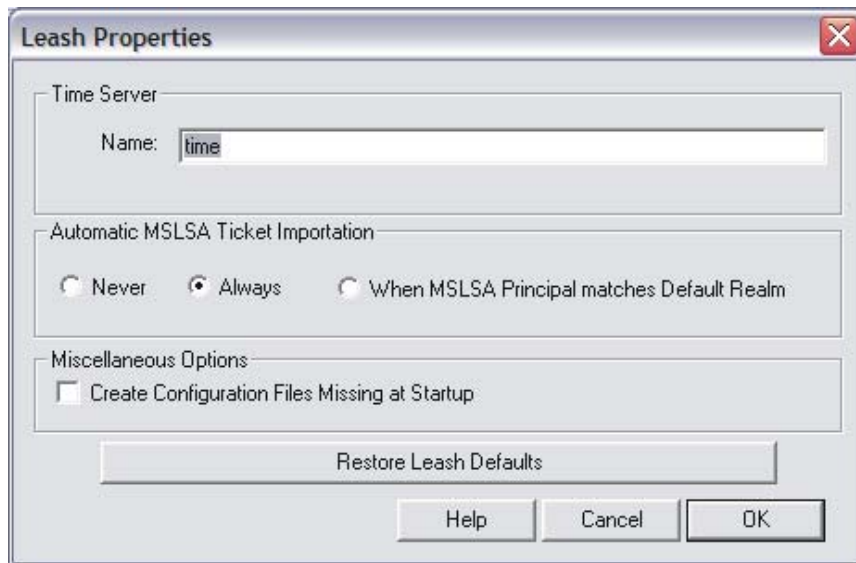 Leash Properties
Time Server
Name: time
Automatic MSLSA Ticket Importation
Never Always When MSLSA Principal matches Default Realm
Miscellaneous Options
Create Configuration Files Missing at Startup
Restore Leash Defaults
Help Cancel OK